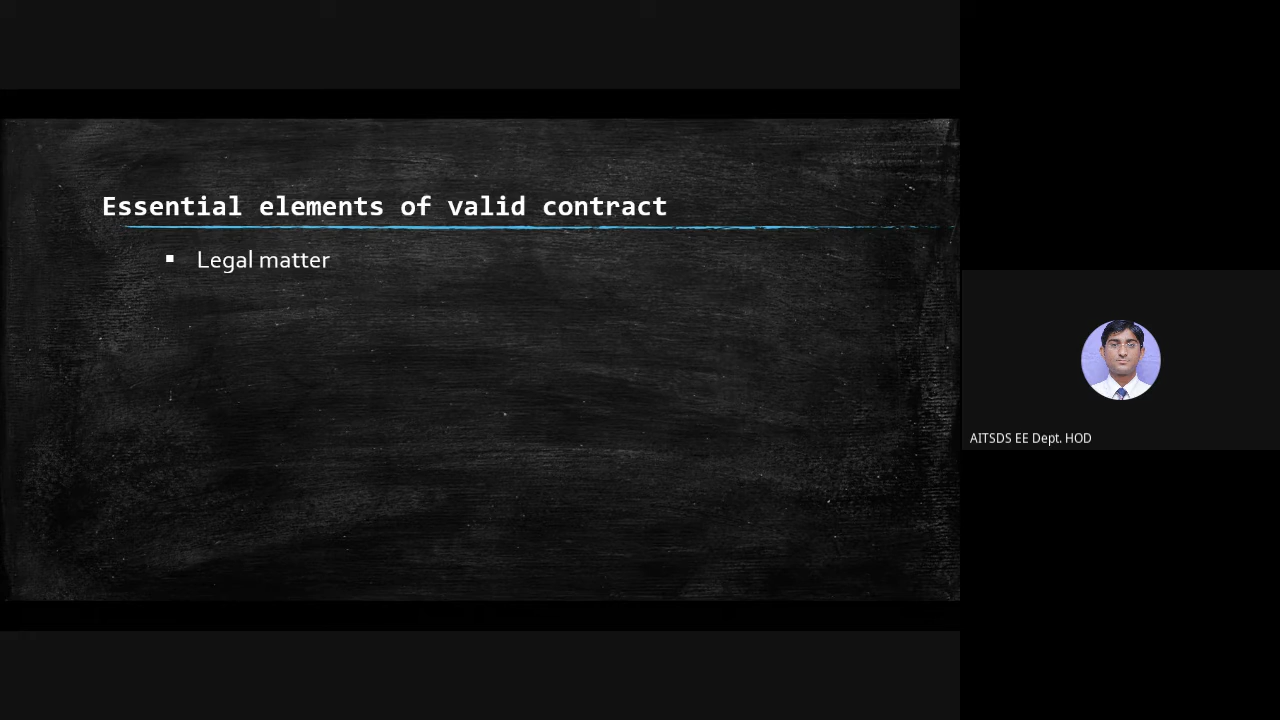 Essential elements of valid contract
▪ Legal matter
AITSDS EE Dept. HOD